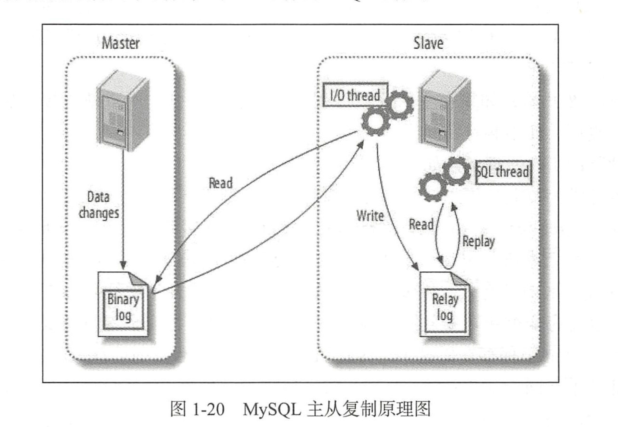 Master
Slave
I/O thread
SQL thread
Data
changes
Read
Write
Read
Replay
Binary
log
Relay
log
图 1-20 MySQL 主从复制原理图